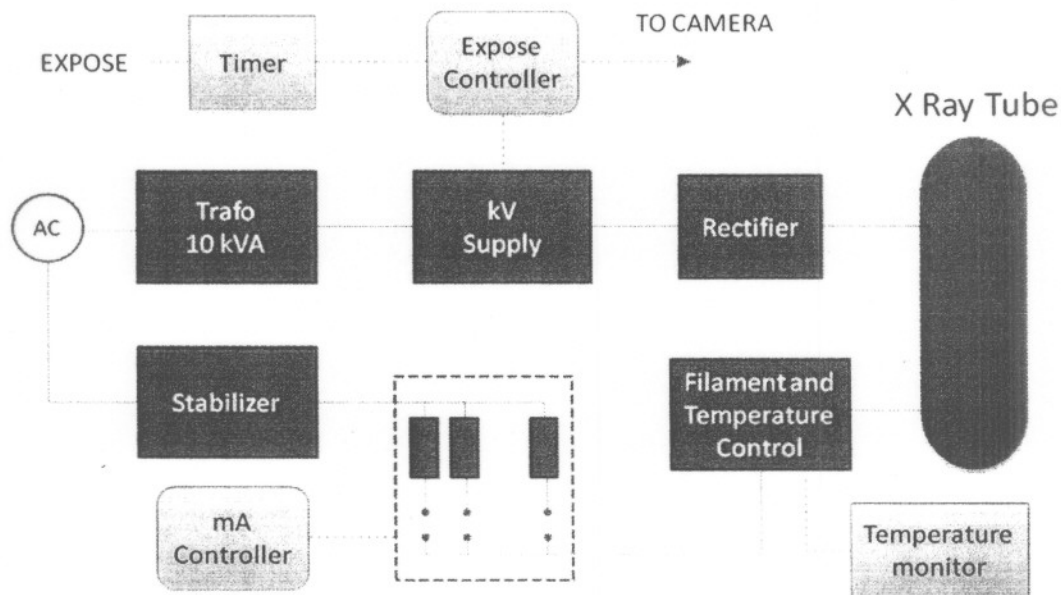 TO CAMERA
EXPOSE
Timer
Expose
Controller
X Ray Tube
AC
Trafo
10 kVA
kV
Supply
Rectifier
Stabilizer
Filament and
Temperature
Control
mA
Controller
Temperature
monitor